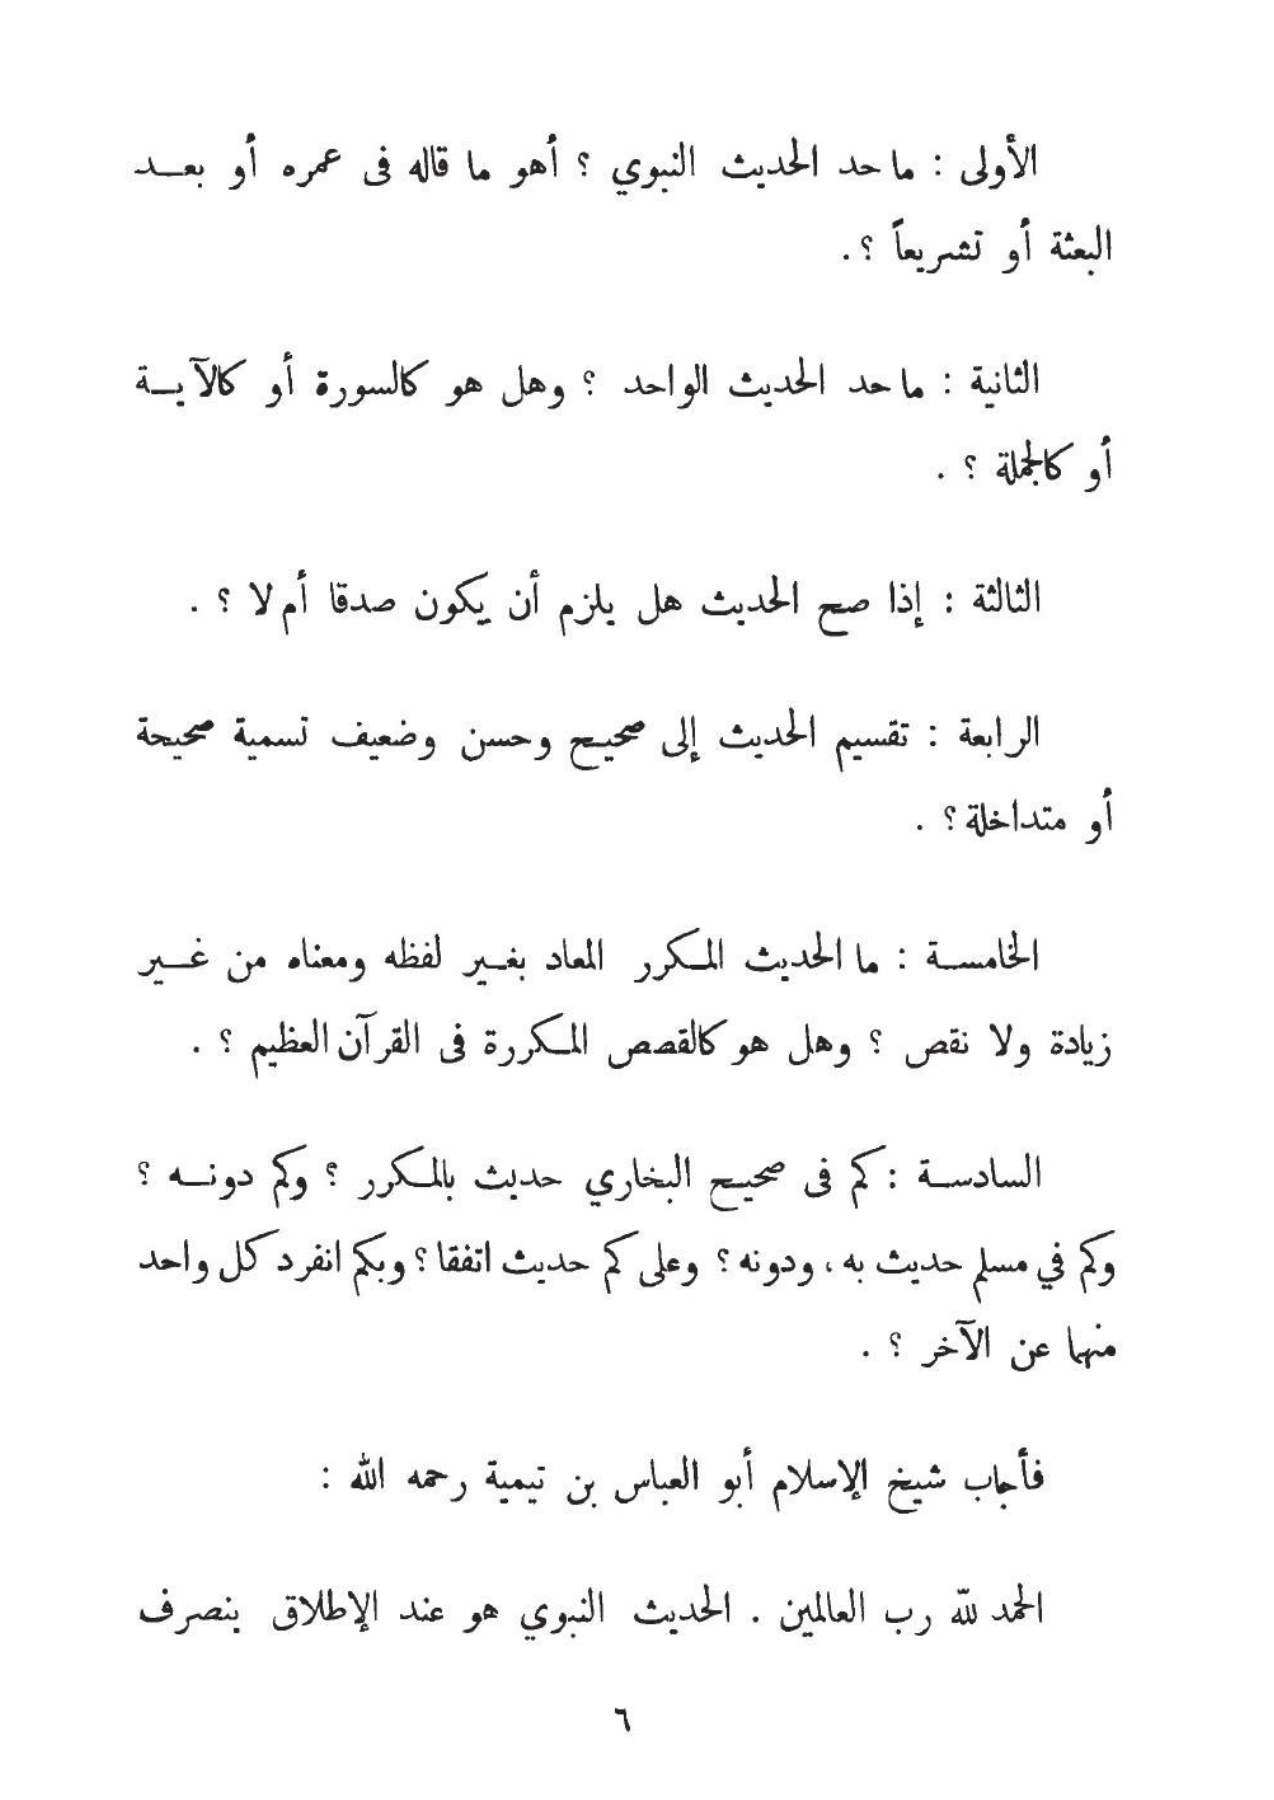 الأولى : ما حد الحديث النبوي ؟ أهو ما قاله فى عمره أو بعد
البعثة أو تشريعاً ؟ .
الثانية : ما حد الحديث الواحد ؟ وهل هو كالسورة أو كالآية
أو كالجملة ؟ .
الثالثة : إذا صح الحديث هل يلزم أن يكون صدقا أم لا ؟ .
الرابعة : تقسيم الحديث إلى صحيح وحسن وضعيف تسمية صحيحة
أو متداخلة ؟ .
الخامسة : ما الحديث المكرر المعاد بغير لفظه ومعناه من غير
زيادة ولا نقص ؟ وهل هو كالقصص المكررة فى القرآن العظيم ؟ .
السادسة : كم فى صحيح البخاري حديث بالمكرر ؟ وكم دونه ؟
وكم في مسلم حديث به ، ودونه ؟ وعلى كم حديث اتفقا ؟ وبكم انفرد كل واحد
منهما عن الآخر ؟ .
فأجاب شيخ الإسلام أبو العباس بن تيمية رحمه الله :
الحمد لله رب العالمين . الحديث النبوي هو عند الإطلاق ينصرف
٦